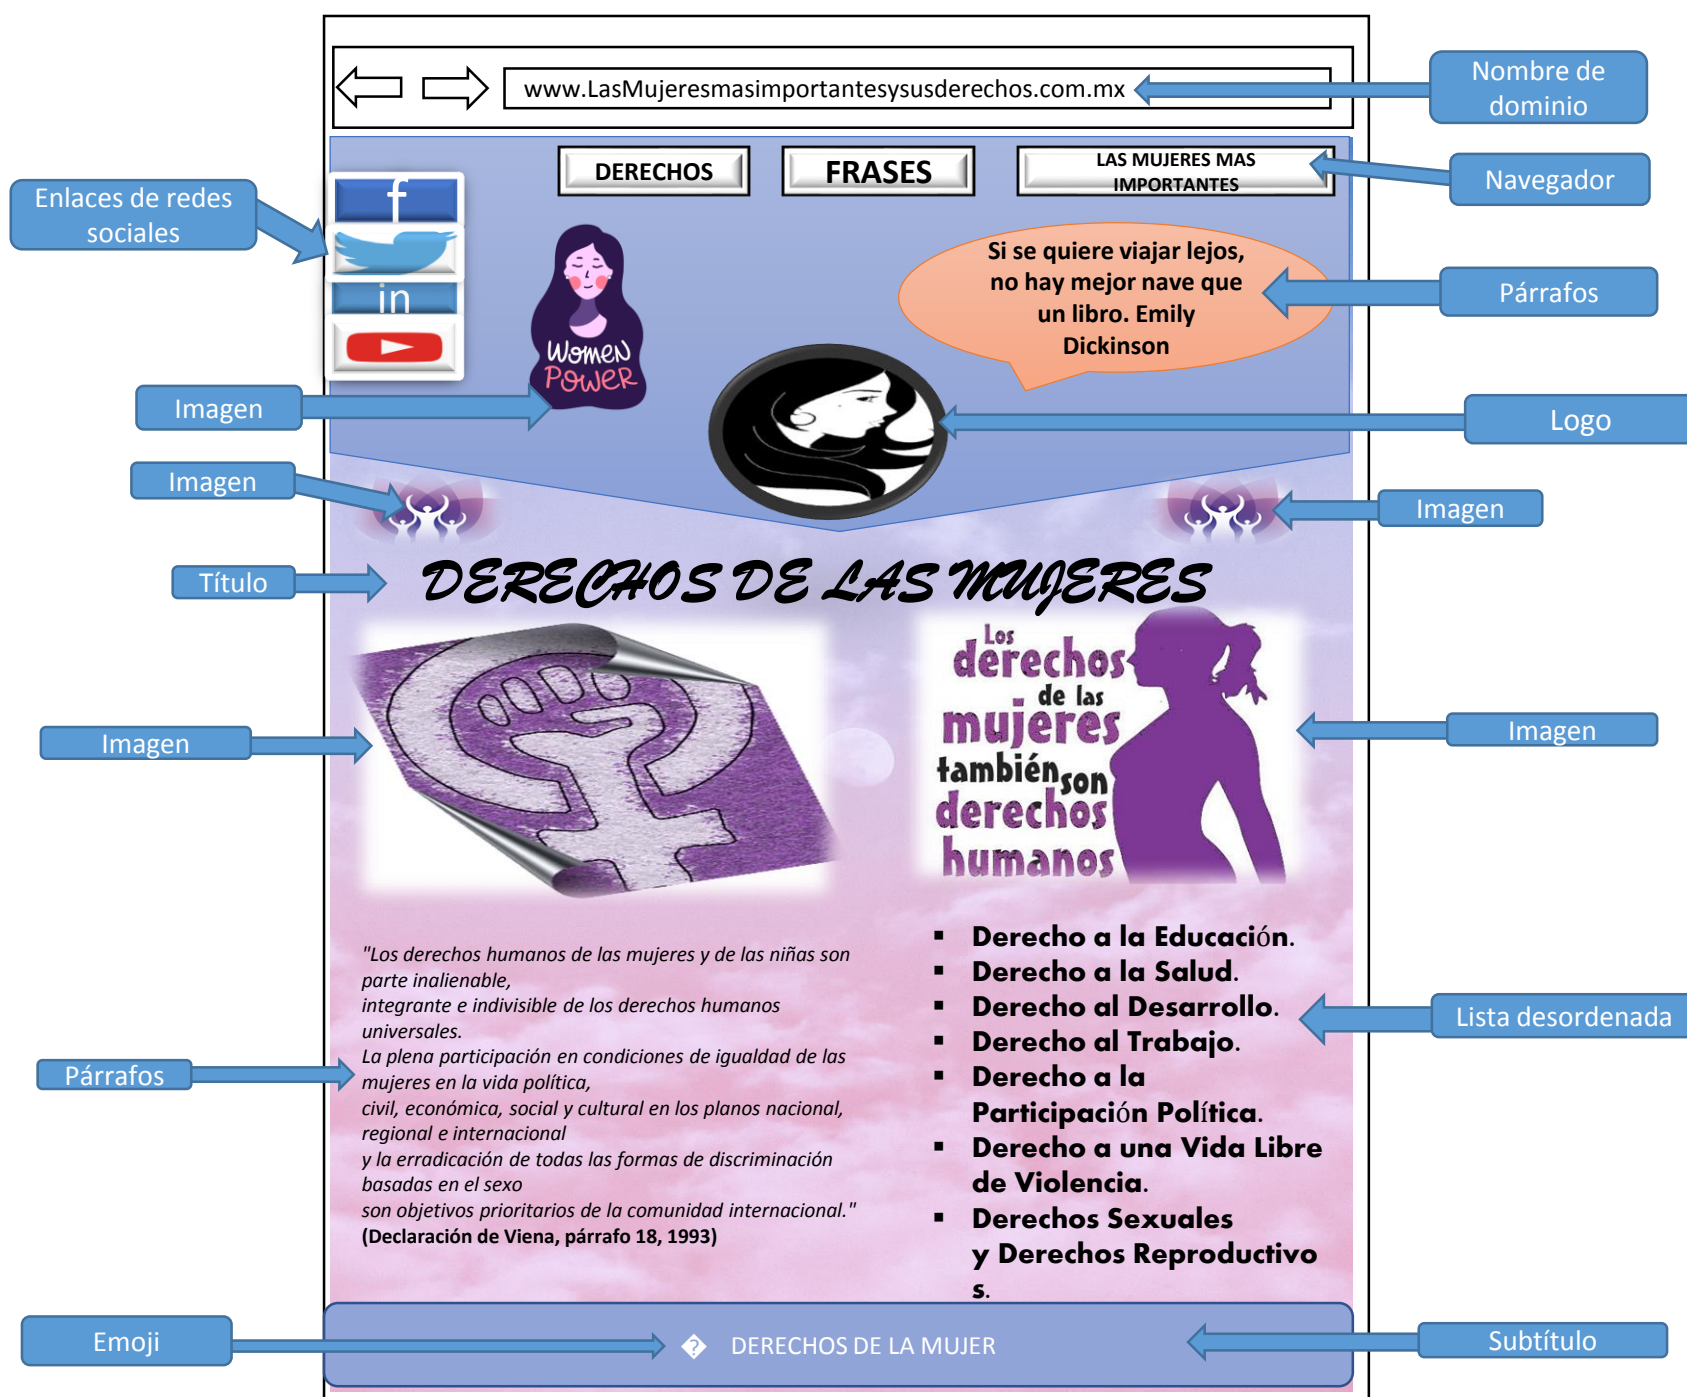 www.LasMujeresmasimportantesysusderechos.com.mx
Nombre de
dominio
DERECHOS
FRASES
LAS MUJERES MAS
IMPORTANTES
Navegador
Enlaces de redes
sociales
f
in
Si se quiere viajar lejos,
no hay mejor nave que
un libro. Emily
Dickinson
Párrafos
Women
Power
Imagen
Logo
Imagen
Imagen
Título
DERECHOS DE LAS MUJERES
Imagen
Los
derechos
de las
mujeres
también son
derechos
humanos
Imagen
"Los derechos humanos de las mujeres y de las niñas son
parte inalienable,
integrante e indivisible de los derechos humanos
universales.
La plena participación en condiciones de igualdad de las
mujeres en la vida política,
civil, económica, social y cultural en los planos nacional,
regional e internacional
y la erradicación de todas las formas de discriminación
basadas en el sexo
son objetivos prioritarios de la comunidad internacional."
(Declaración de Viena, párrafo 18, 1993)
Párrafos
▪ Derecho a la Educación.
▪ Derecho a la Salud.
▪ Derecho al Desarrollo.
▪ Derecho al Trabajo.
▪ Derecho a la
Participación Política.
▪ Derecho a una Vida Libre
de Violencia.
▪ Derechos Sexuales
y Derechos Reproductivo
s.
Lista desordenada
Emoji
� DERECHOS DE LA MUJER
Subtítulo